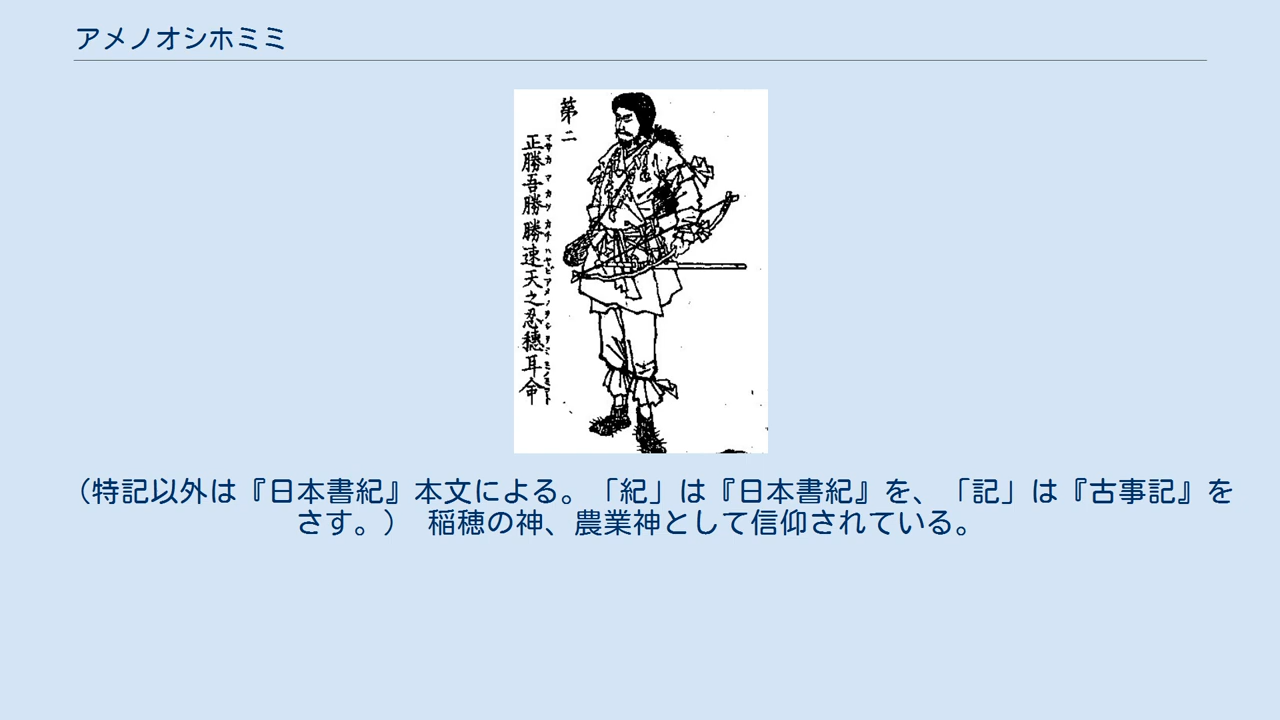 アメノオシホミミ
第二
正勝吾勝勝速天之忍穂耳命
（特記以外は『日本書紀』本文による。「紀」は『日本書紀』を、「記」は『古事記』を
さす。）　稲穂の神、農業神として信仰されている。